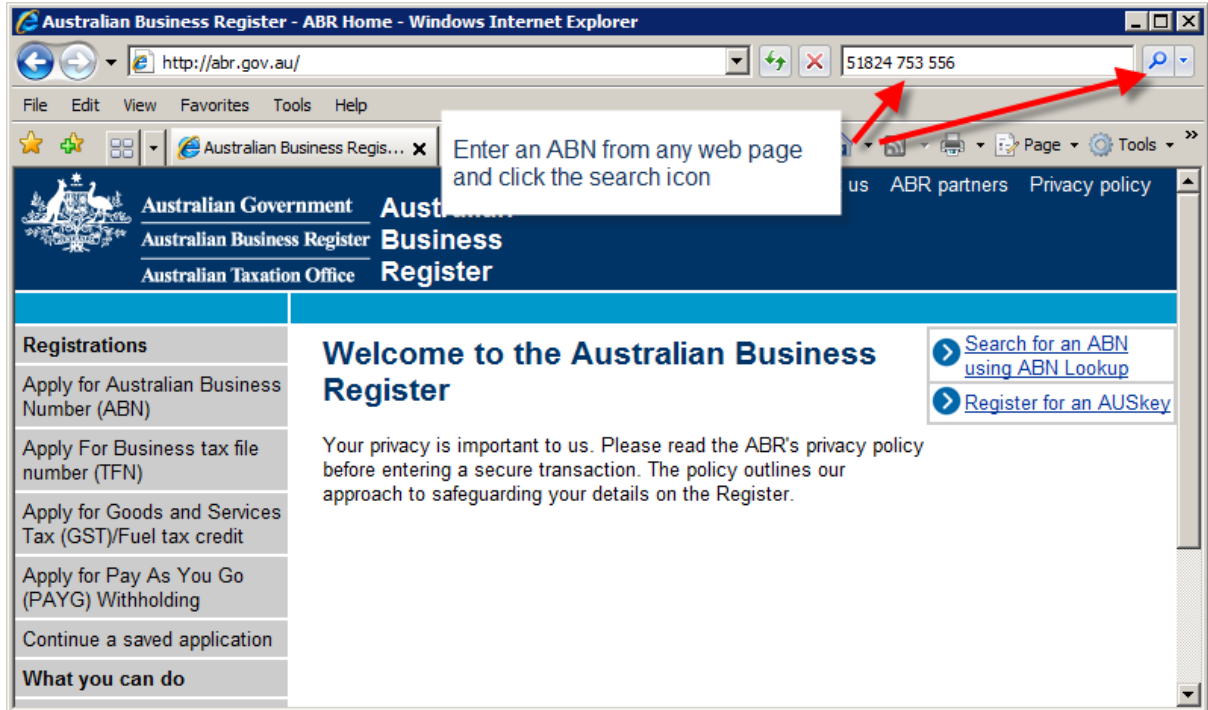 Australian Business Register - ABR Home - Windows Internet Explorer
http://abr.gov.au/
51824 753 556
File Edit View Favorites Tools Help
Australian Business Regis...
Page
Tools
Enter an ABN from any web page
and click the search icon
us ABR partners Privacy policy
Australian Government
Australian Business Register
Australian Taxation Office
Australian
Business
Register
Registrations
Apply for Australian Business
Number (ABN)
Apply For Business tax file
number (TFN)
Apply for Goods and Services
Tax (GST)/Fuel tax credit
Apply for Pay As You Go
(PAYG) Withholding
Continue a saved application
What you can do
Welcome to the Australian Business
Register
Your privacy is important to us. Please read the ABR's privacy policy
before entering a secure transaction. The policy outlines our
approach to safeguarding your details on the Register.
Search for an ABN
using ABN Lookup
Register for an AUSkey